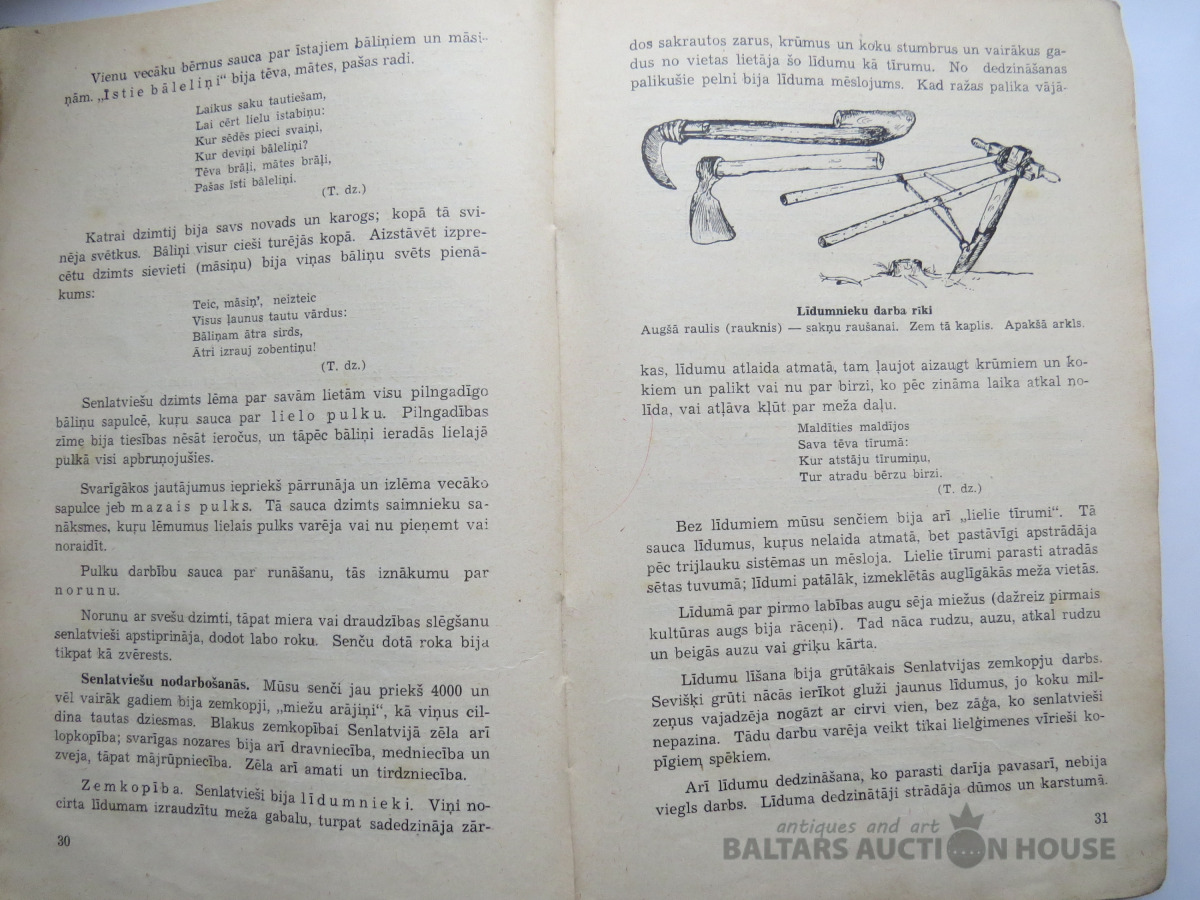 Vienu vecāku bērnus sauca par īstajiem bāliņiem un māsi-
ņām. „Īstie bāleliņi“ bija tēva, mātes, pašas radi.
Laikus saku tautiešam,
Lai cērt lielu istabiņu:
Kur sēdēs pieci svaiņi,
Kur deviņi bāleliņi?
Tēva brāļi, mātes brāļi,
Pašas īsti bāleliņi.
(T. dz.)
Katrai dzimtij bija savs novads un karogs; kopā tā svi-
nēja svētkus. Bāliņi visur cieši turējās kopā. Aizstāvēt izpre-
cētu dzimts sievieti (māsiņu) bija viņas bāliņu svēts pienā-
kums:
Teic, māsiņ’, neizteic
Visus ļaunus tautu vārdus:
Bāliņam ātra sirds,
Ātri izrauj zobentiņu!
(T. dz.)
Senlatviešu dzimts lēma par savām lietām visu pilngadīgo
bāliņu sapulcē, kuŗu sauca par lielo pulku. Pilngadības
zīme bija tiesības nēsāt ieročus, un tāpēc bāliņi ieradās lielajā
pulkā visi apbruņojušies.
Svarīgākos jautājumus iepriekš pārrunāja un izlēma vecāko
sapulce jeb mazais pulks. Tā sauca dzimts saimnieku sa-
nāksmes, kuŗu lēmumus lielais pulks varēja vai nu pieņemt vai
noraidīt.
Pulku darbību sauca par runāšanu, tās iznākumu par
norunu.
Norunu ar svešu dzimti, tāpat miera vai draudzības slēgšanu
senlatvieši apstiprināja, dodot labo roku. Senču dotā roka bija
tikpat kā zvērests.
Senlatviešu nodarbošanās. Mūsu senči jau priekš 4000 un
vēl vairāk gadiem bija zemkopji, „miežu arājiņi“, kā viņus cil-
dina tautas dziesmas. Blakus zemkopībai Senlatvijā zēla arī
lopkopība; svarīgas nozares bija arī dravniecība, medniecība un
zveja, tāpat mājrūpniecība. Zēla arī amati un tirdzniecība.
Zemkopība. Senlatvieši bija līdumnieki. Viņi no-
cirta līdumam izraudzītu meža gabalu, turpat sadedzināja zār-
30
dos sakrautos zarus, krūmus un koku stumbrus un vairākus ga-
dus no vietas lietāja šo līdumu kā tīrumu. No dedzināšanas
palikušie pelni bija līduma mēslojums. Kad ražas palika vājā-
Līdumnieku darba rīki
Augšā raulis (rauknis) — sakņu raušanai. Zem tā kaplis. Apakšā arkls.
kas, līdumu atlaida atmatā, tam ļaujot aizaugt krūmiem un ko-
kiem un palikt vai nu par birzi, ko pēc zināma laika atkal no-
līda, vai atļāva kļūt par meža daļu.
Maldīties maldījos
Sava tēva tīrumā:
Kur atstāju tīrumiņu,
Tur atradu bērzu birzi.
(T. dz.)
Bez līdumiem mūsu senčiem bija arī „lielie tīrumi“. Tā
sauca līdumus, kuŗus nelaida atmatā, bet pastāvīgi apstrādāja
pēc trijlauku sistēmas un mēsloja. Lielie tīrumi parasti atradās
sētas tuvumā; līdumi patālāk, izmeklētās auglīgākās meža vietās.
Līdumā par pirmo labības augu sēja miežus (dažreiz pirmais
kultūras augs bija rāceņi). Tad nāca rudzu, auzu, atkal rudzu
un beigās auzu vai griķu kārta.
Līdumu līšana bija grūtākais Senlatvijas zemkopju darbs.
Sevišķi grūti nācās ierīkot gluži jaunus līdumus, jo koku mil-
zeņus vajadzēja nogāzt ar cirvi vien, bez zāģa, ko senlatvieši
nepazina. Tādu darbu varēja veikt tikai lielģimenes vīrieši ko-
pīgiem spēkiem.
Arī līdumu dedzināšana, ko parasti darīja pavasarī, nebija
viegls darbs. Līduma dedzinātāji strādāja dūmos un karstumā.
31
antiques and art
BALTARS AUCTION HOUSE